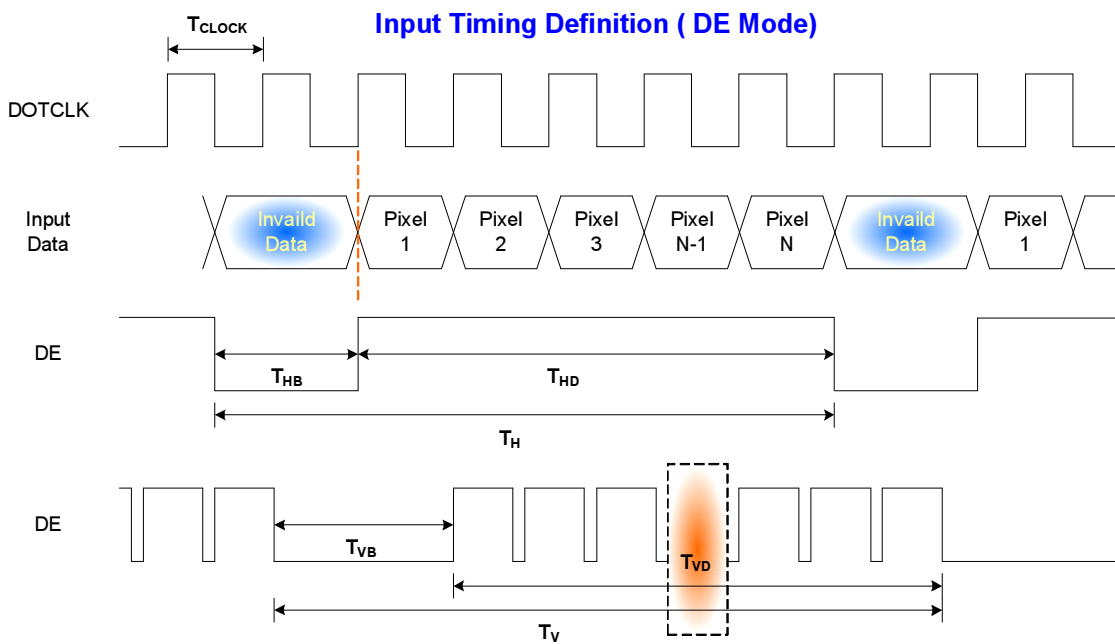 Input Timing Definition ( DE Mode)
TCLOCK
DOTCLK
Input
Data
Invaild
Data
Pixel
1
Pixel
2
Pixel
3
Pixel
N-1
Pixel
N
Invaild
Data
Pixel
1
DE
THB
THD
TH
DE
TVB
TVD
TV